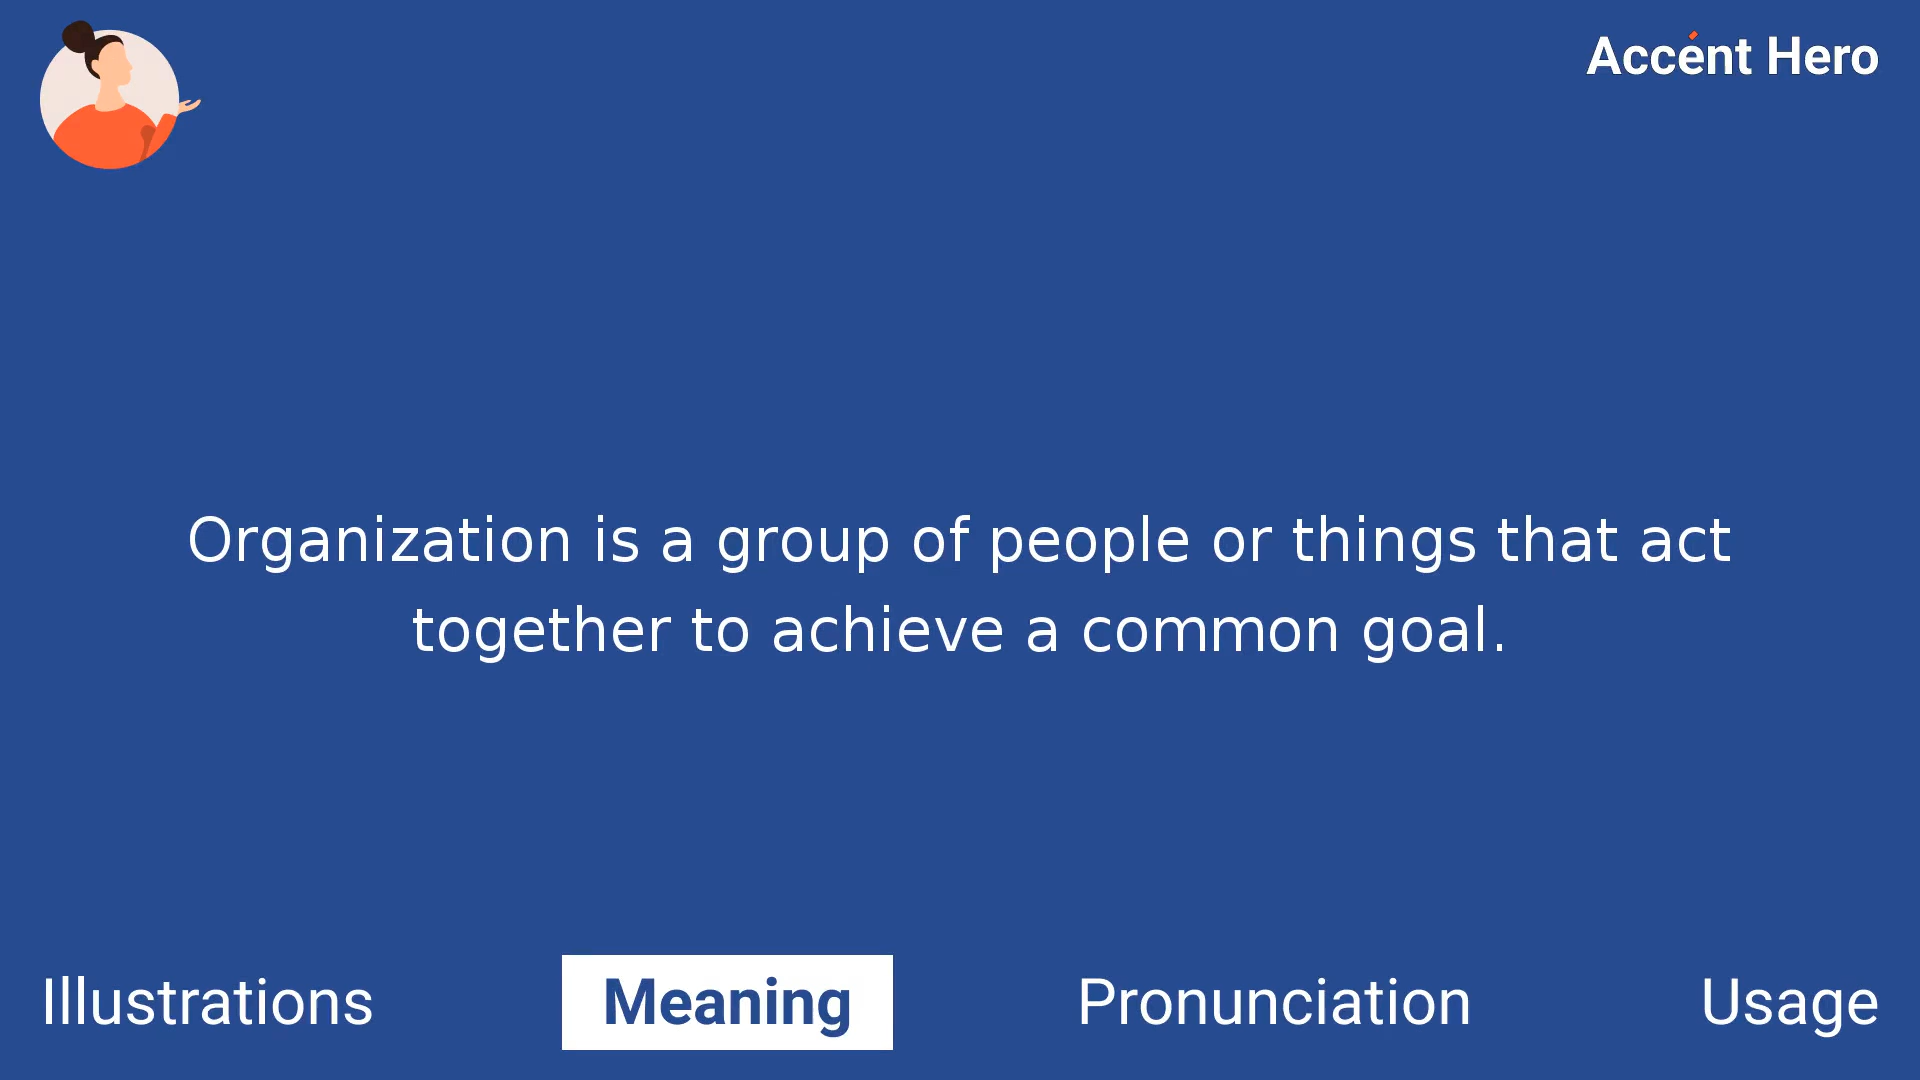 Accént Hero
Organization is a group of people or things that act
together to achieve a common goal.
Illustrations Meaning Pronunciation Usage